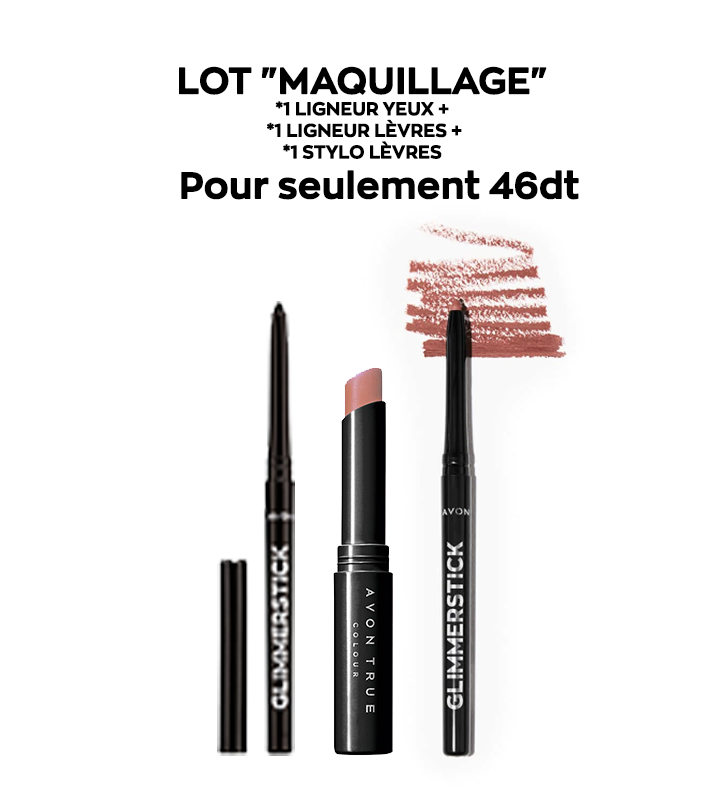 LOT "MAQUILLAGE"
*1 LIGNEUR YEUX +
*1 LIGNEUR LÈVRES +
*1 STYLO LÈVRES
Pour seulement 46dt
GLIMMERSTICK
AVON TRUE
COLOUR
AVON
GLIMMERSTICK